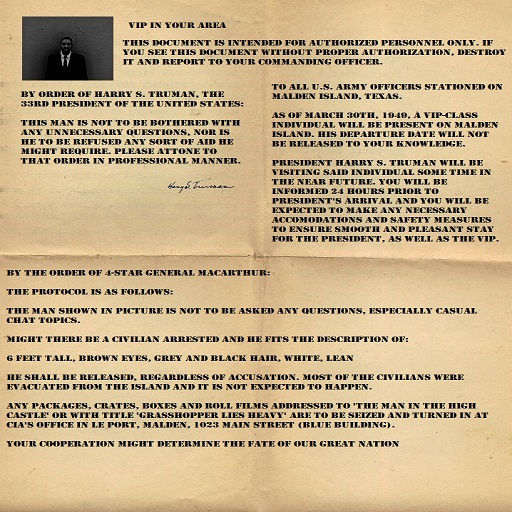 VIP IN YOUR AREA
THIS DOCUMENT IS INTENDED FOR AUTHORIZED PERSONNEL ONLY. IF
YOU SEE THIS DOCUMENT WITHOUT PROPER AUTHORIZATION, DESTROY
IT AND REPORT TO YOUR COMMANDING OFFICER.
BY ORDER OF HARRY S. TRUMAN, THE
33RD PRESIDENT OF THE UNITED STATES:
THIS MAN IS NOT TO BE BOTHERED WITH
ANY UNNECESSARY QUESTIONS, NOR IS
HE TO BE REFUSED ANY SORT OF AID HE
MIGHT REQUIRE. PLEASE ATTONE TO
THAT ORDER IN PROFESSIONAL MANNER.
Harry S. Truman
TO ALL U.S. ARMY OFFICERS STATIONED ON
MALDEN ISLAND, TEXAS.
AS OF MARCH 30TH, 1949, A VIP-CLASS
INDIVIDUAL WILL BE PRESENT ON MALDEN
ISLAND. HIS DEPARTURE DATE WILL NOT
BE RELEASED TO YOUR KNOWLEDGE.
PRESIDENT HARRY S. TRUMAN WILL BE
VISITING SAID INDIVIDUAL SOME TIME IN
THE NEAR FUTURE. YOU WILL BE
INFORMED 24 HOURS PRIOR TO
PRESIDENT'S ARRIVAL AND YOU WILL BE
EXPECTED TO MAKE ANY NECESSARY
ACCOMODATIONS AND SAFETY MEASURES
TO ENSURE SMOOTH AND PLEASANT STAY
FOR THE PRESIDENT, AS WELL AS THE VIP.
BY THE ORDER OF 4-STAR GENERAL MACARTHUR:
THE PROTOCOL IS AS FOLLOWS:
THE MAN SHOWN IN PICTURE IS NOT TO BE ASKED ANY QUESTIONS, ESPECIALLY CASUAL
CHAT TOPICS.
MIGHT THERE BE A CIVILIAN ARRESTED AND HE FITS THE DESCRIPTION OF:
6 FEET TALL, BROWN EYES, GREY AND BLACK HAIR, WHITE, LEAN
HE SHALL BE RELEASED, REGARDLESS OF ACCUSATION. MOST OF THE CIVILIANS WERE
EVACUATED FROM THE ISLAND AND IT IS NOT EXPECTED TO HAPPEN.
ANY PACKAGES, CRATES, BOXES AND ROLL FILMS ADDRESSED TO 'THE MAN IN THE HIGH
CASTLE' OR WITH TITLE 'GRASSHOPPER LIES HEAVY' ARE TO BE SEIZED AND TURNED IN AT
CIA'S OFFICE IN LE PORT, MALDEN, 1023 MAIN STREET (BLUE BUILDING).
YOUR COOPERATION MIGHT DETERMINE THE FATE OF OUR GREAT NATION